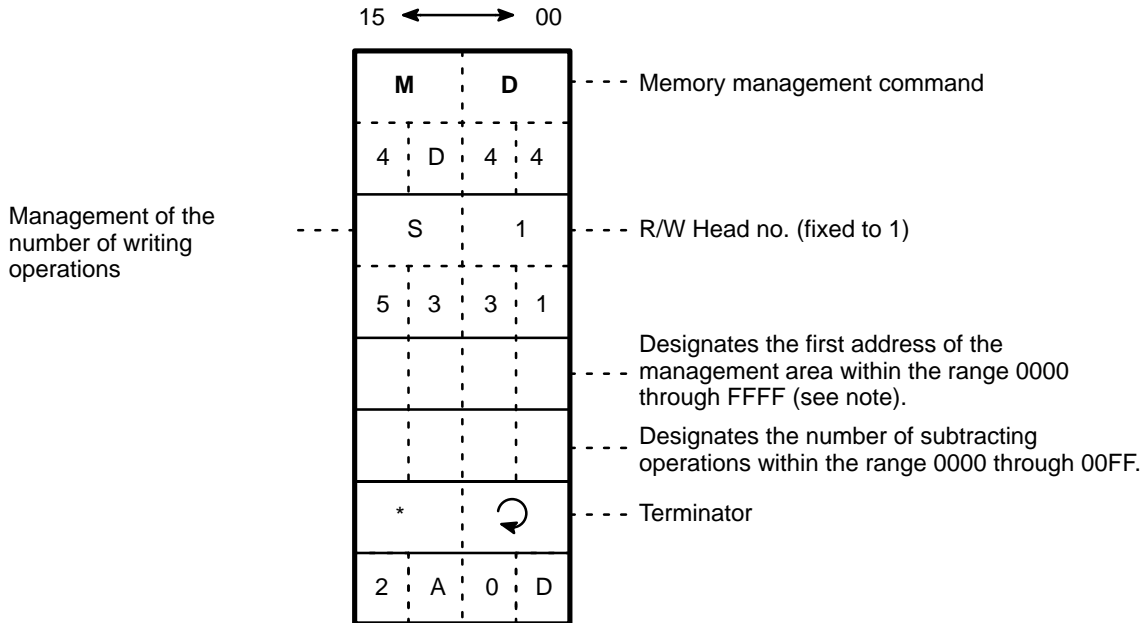 15 00
M D
Memory management command
4 D 4 4
Management of the
number of writing
operations
S 1
R/W Head no. (fixed to 1)
5 3 3 1
Designates the first address of the
management area within the range 0000
through FFFF (see note).
Designates the number of subtracting
operations within the range 0000 through 00FF.
*
Terminator
2 A 0 D